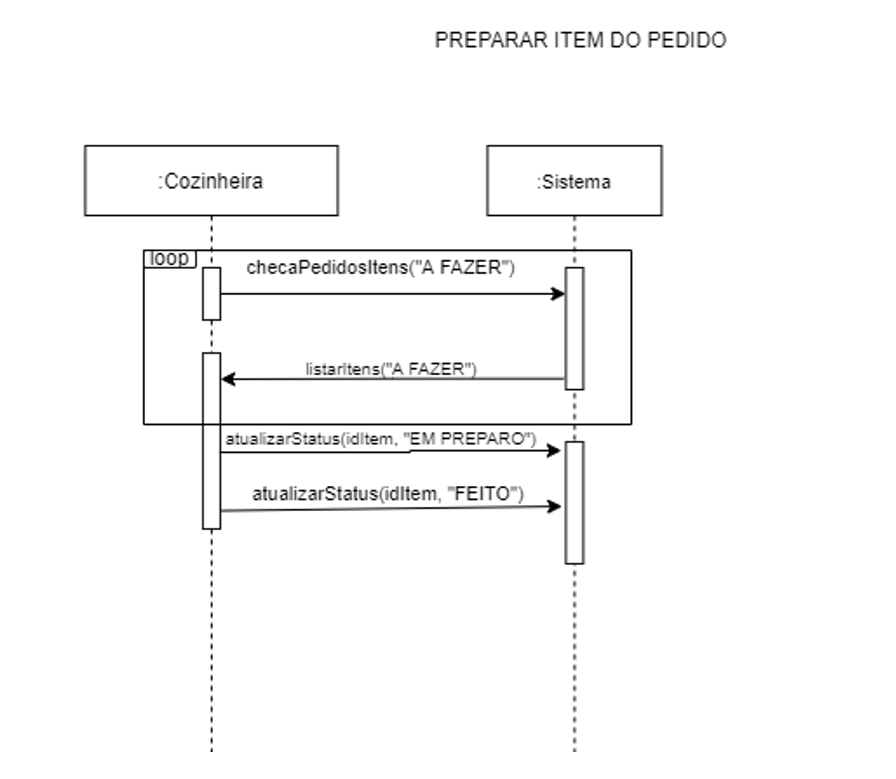 PREPARAR ITEM DO PEDIDO
:Cozinheira
:Sistema
loop
checaPedidosItens("A FAZER")
listarItens("A FAZER")
atualizarStatus(idItem, "EM PREPARO")
atualizarStatus(idItem, "FEITO")